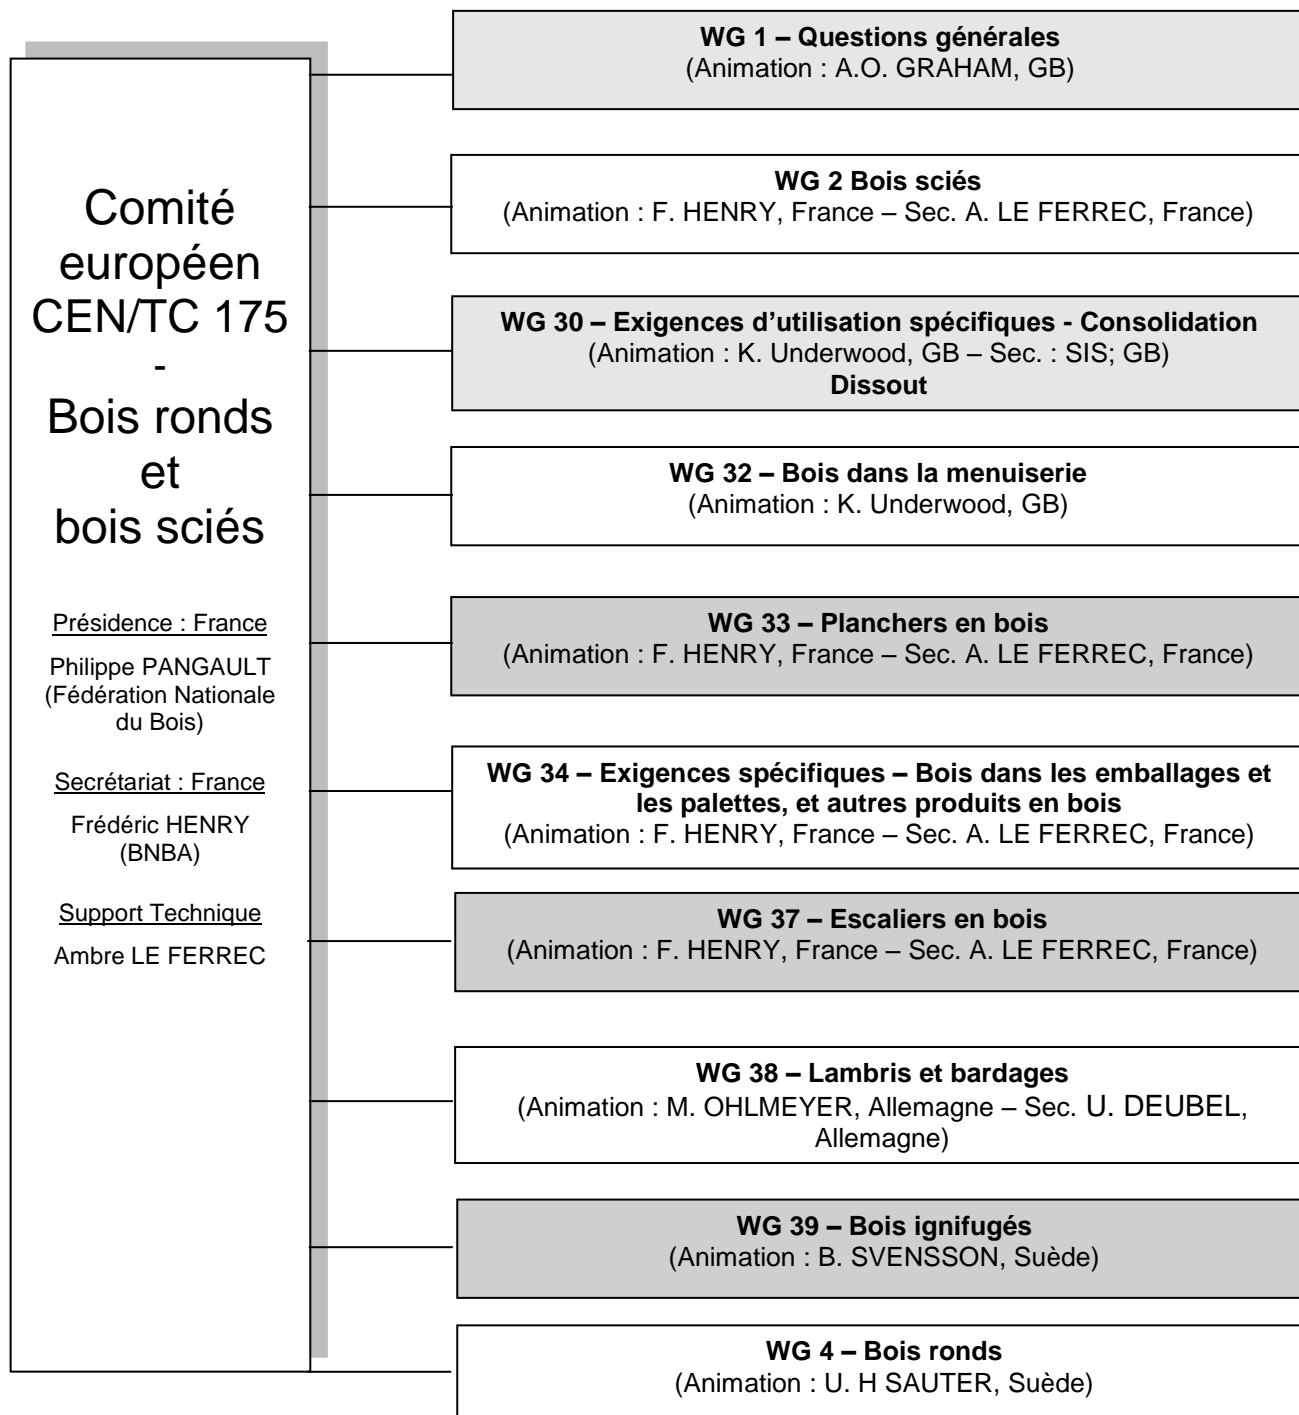 Comité
européen
CEN/TC 175
-
Bois ronds
et
bois sciés
Présidence : France
Philippe PANGAULT
(Fédération Nationale
du Bois)
Secrétariat : France
Frédéric HENRY
(BNBA)
Support Technique
Ambre LE FERREC
WG 1 – Questions générales
(Animation : A.O. GRAHAM, GB)
WG 2 Bois sciés
(Animation : F. HENRY, France – Sec. A. LE FERREC, France)
WG 30 – Exigences d’utilisation spécifiques - Consolidation
(Animation : K. Underwood, GB – Sec. : SIS; GB)
Dissout
WG 32 – Bois dans la menuiserie
(Animation : K. Underwood, GB)
WG 33 – Planchers en bois
(Animation : F. HENRY, France – Sec. A. LE FERREC, France)
WG 34 – Exigences spécifiques – Bois dans les emballages et
les palettes, et autres produits en bois
(Animation : F. HENRY, France – Sec. A. LE FERREC, France)
WG 37 – Escaliers en bois
(Animation : F. HENRY, France – Sec. A. LE FERREC, France)
WG 38 – Lambris et bardages
(Animation : M. OHLMEYER, Allemagne – Sec. U. DEUBEL,
Allemagne)
WG 39 – Bois ignifugés
(Animation : B. SVENSSON, Suède)
WG 4 – Bois ronds
(Animation : U. H SAUTER, Suède)